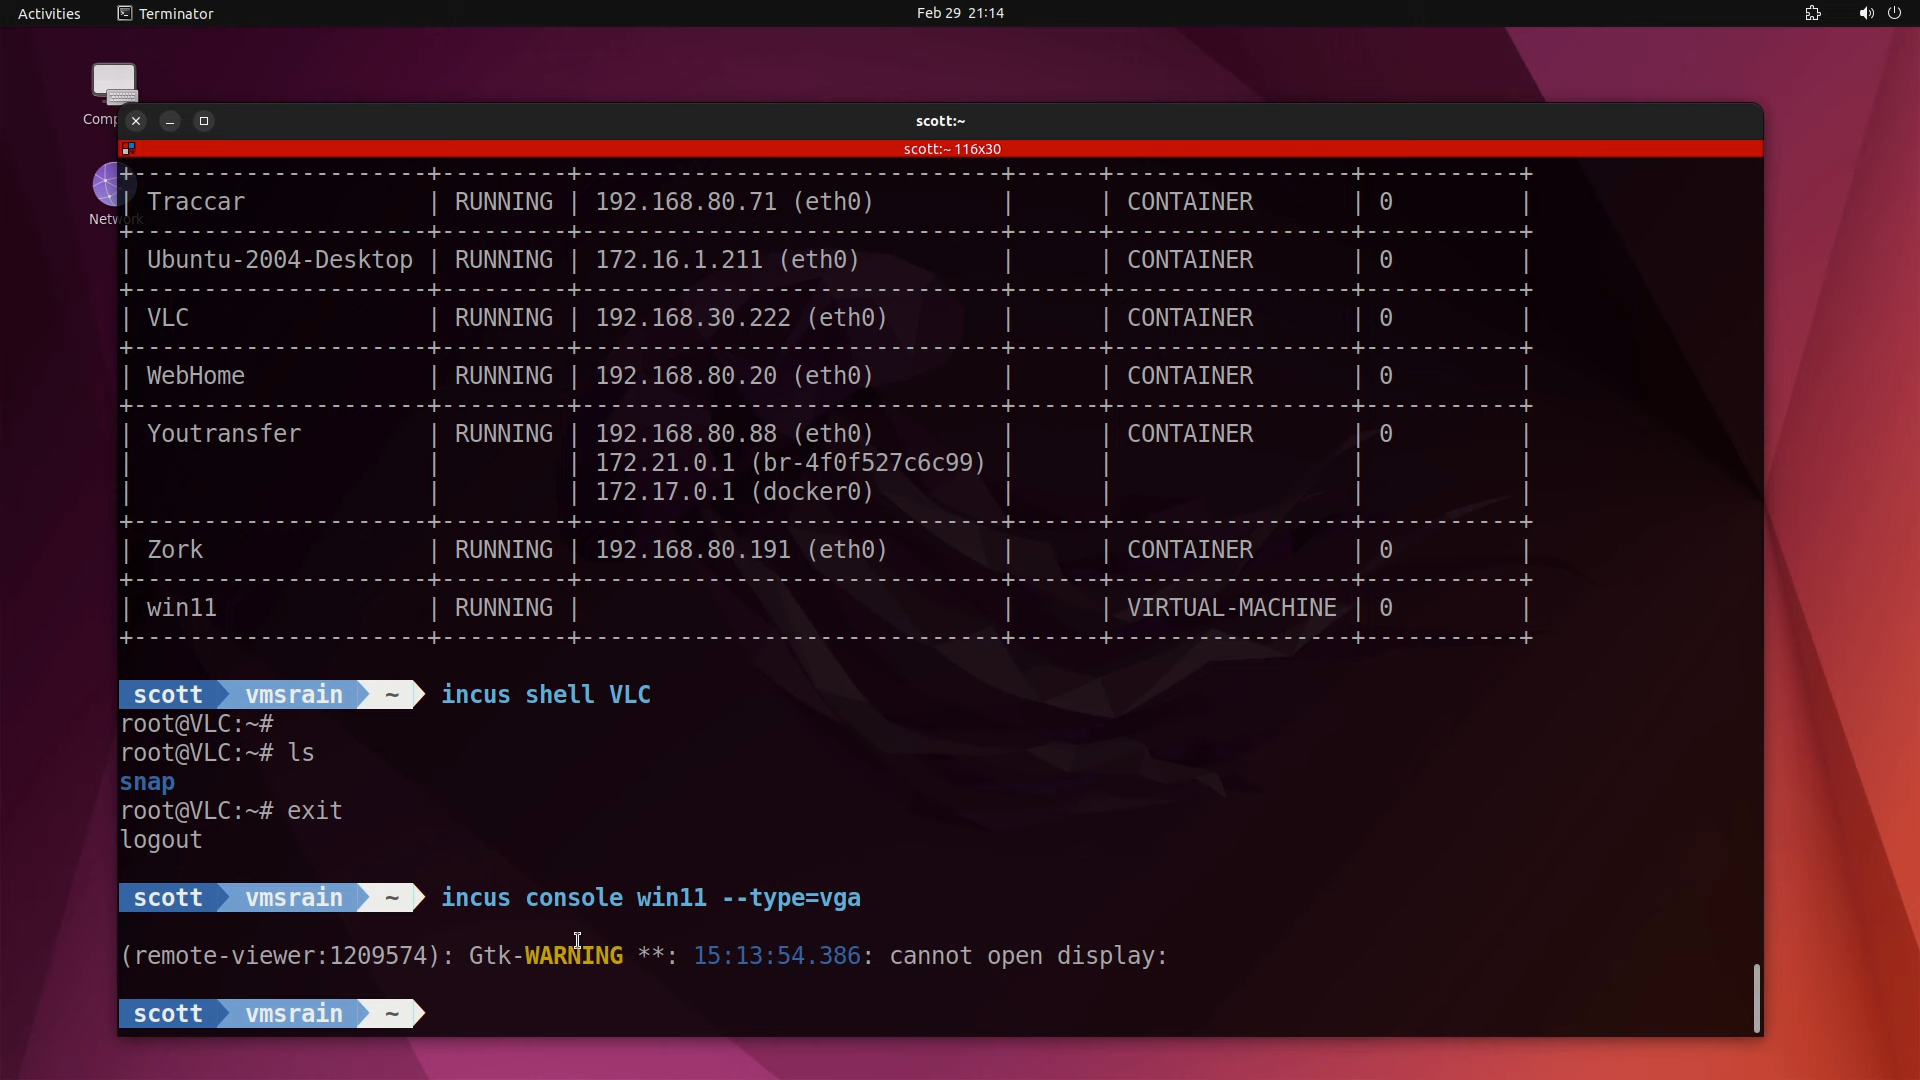 Activities
Terminator
Feb 29 21:14
Comp
Network
scott:~
scott:~ 116x30
+---------------------+---------+------------------------------+------+-----------------+-----------+
| Traccar | RUNNING | 192.168.80.71 (eth0) | | CONTAINER | 0 |
+---------------------+---------+------------------------------+------+-----------------+-----------+
| Ubuntu-2004-Desktop | RUNNING | 172.16.1.211 (eth0) | | CONTAINER | 0 |
+---------------------+---------+------------------------------+------+-----------------+-----------+
| VLC | RUNNING | 192.168.30.222 (eth0) | | CONTAINER | 0 |
+---------------------+---------+------------------------------+------+-----------------+-----------+
| WebHome | RUNNING | 192.168.80.20 (eth0) | | CONTAINER | 0 |
+---------------------+---------+------------------------------+------+-----------------+-----------+
| Youtransfer | RUNNING | 192.168.80.88 (eth0) | | CONTAINER | 0 |
| | | 172.21.0.1 (br-4f0f527c6c99) | | | |
| | | 172.17.0.1 (docker0) | | | |
+---------------------+---------+------------------------------+------+-----------------+-----------+
| Zork | RUNNING | 192.168.80.191 (eth0) | | CONTAINER | 0 |
+---------------------+---------+------------------------------+------+-----------------+-----------+
| win11 | RUNNING | | | VIRTUAL-MACHINE | 0 |
+---------------------+---------+------------------------------+------+-----------------+-----------+
scott vmsrain ~ incus shell VLC
root@VLC:~#
root@VLC:~# ls
snap
root@VLC:~# exit
logout
scott vmsrain ~ incus console win11 --type=vga
(remote-viewer:1209574): Gtk-WARNING **: 15:13:54.386: cannot open display:
scott vmsrain ~